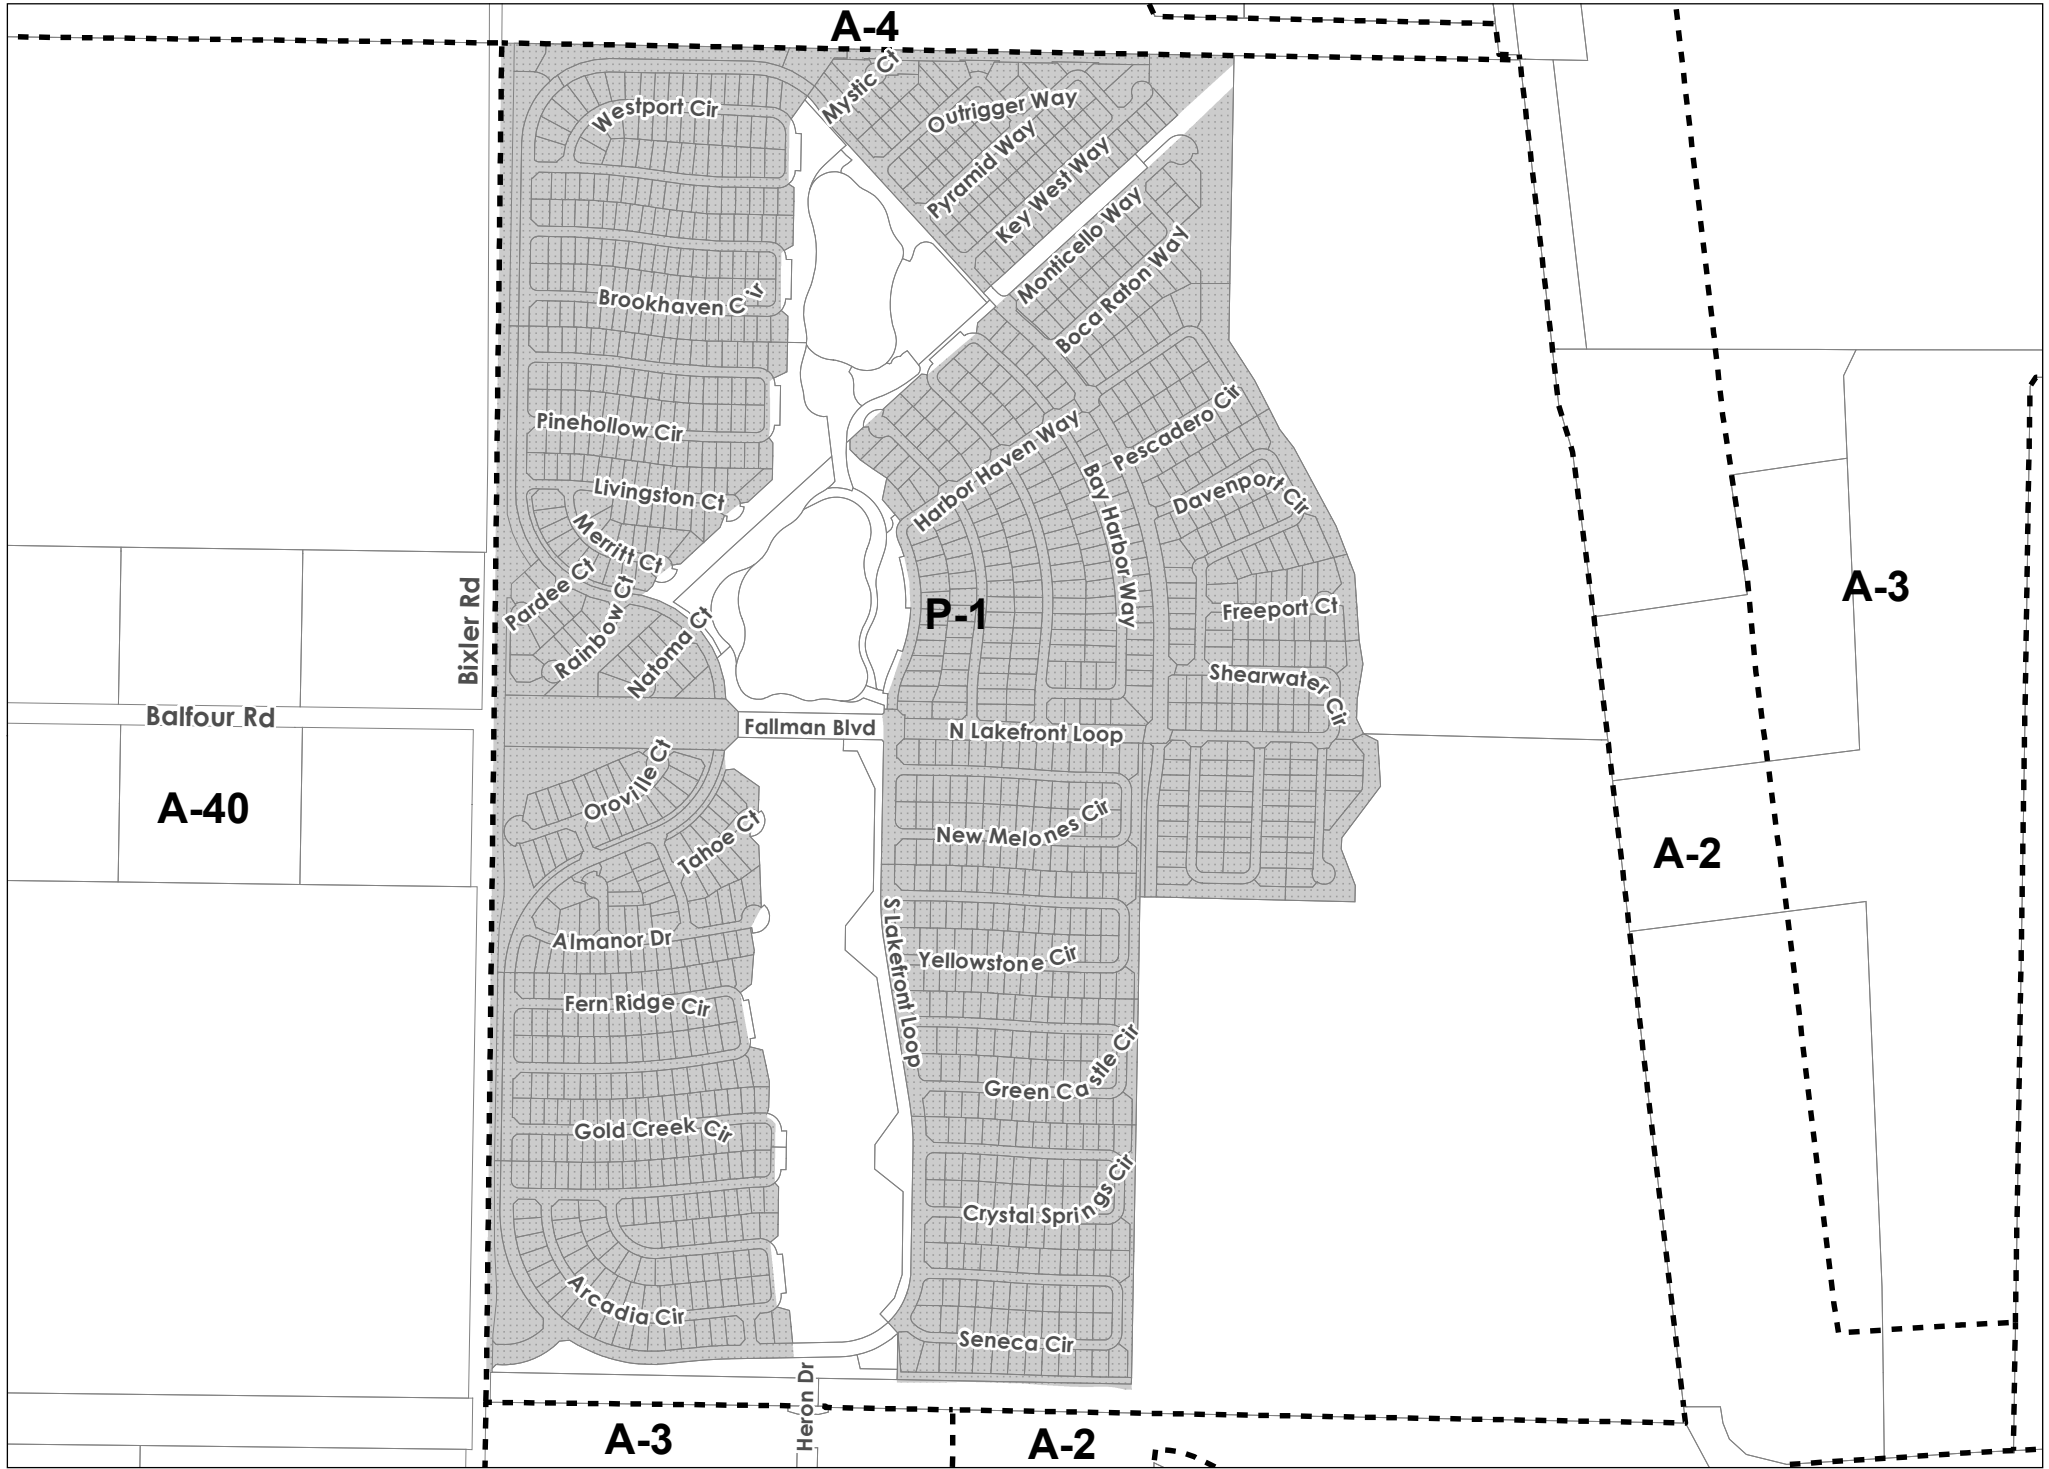 A-4
Mystic Ct
Westport Cir
Outrigger Way
Pyramid Way
Key West Way
Monticello Way
Boca Raton Way
Brookhaven Cir
Pinehollow Cir
Pescadero Cir
Harbor Haven Way
Bay Harbor Way
Davenport Cir
Livingston Ct
Merritt Ct
Pardee Ct
Rainbow Ct
Natoma Ct
Bixler Rd
P-1
Freeport Ct
A-3
Shearwater Cir
Balfour Rd
Fallman Blvd
N Lakefront Loop
Oroville Ct
A-40
New Melones Cir
Tahoe Ct
A-2
Almanor Dr
S Lakefront Loop
Yellowstone Cir
Fern Ridge Cir
Green Castle Cir
Gold Creek Cir
Crystal Springs Cir
Arcadia Cir
Seneca Cir
Heron Dr
A-3
A-2